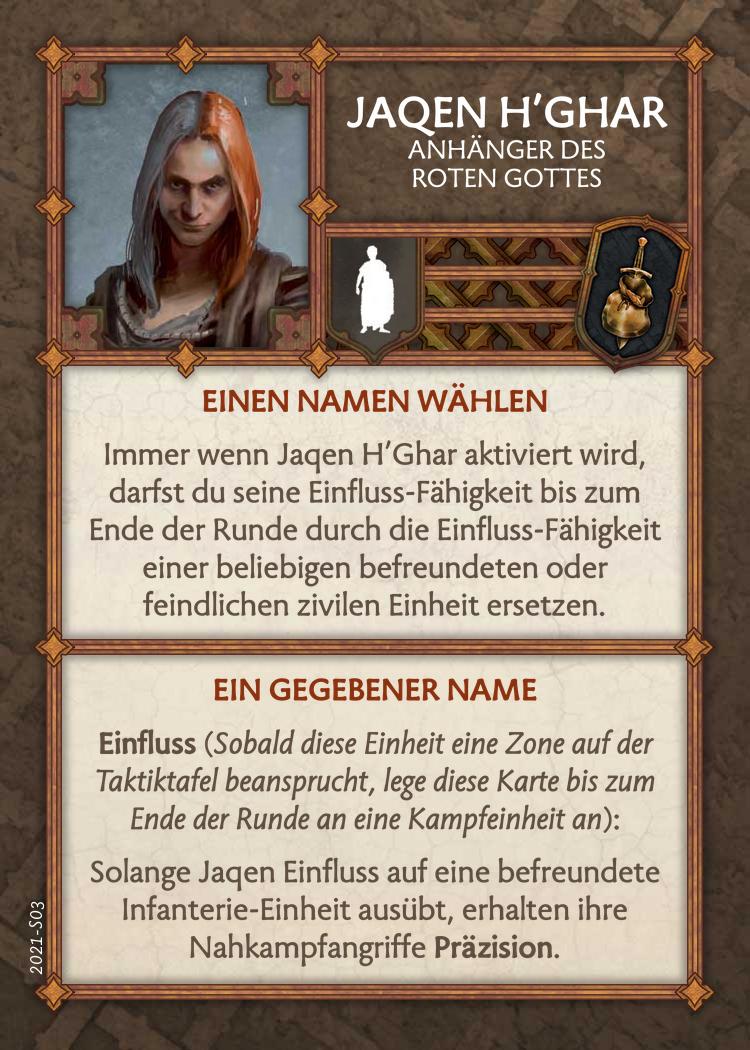 JAQEN H'GHAR
ANHÄNGER DES
ROTEN GOTTES
EINEN NAMEN WÄHLEN
Immer wenn Jaqen H'Ghar aktiviert wird,
darfst du seine Einfluss-Fähigkeit bis zum
Ende der Runde durch die Einfluss-Fähigkeit
einer beliebigen befreundeten oder
feindlichen zivilen Einheit ersetzen.
EIN GEGEBENER NAME
Einfluss (Sobald diese Einheit eine Zone auf der
Taktiktafel beansprucht, lege diese Karte bis zum
Ende der Runde an eine Kampfeinheit an):
Solange Jaqen Einfluss auf eine befreundete
Infanterie-Einheit ausübt, erhalten ihre
Nahkampfangriffe Präzision.
2021-S03